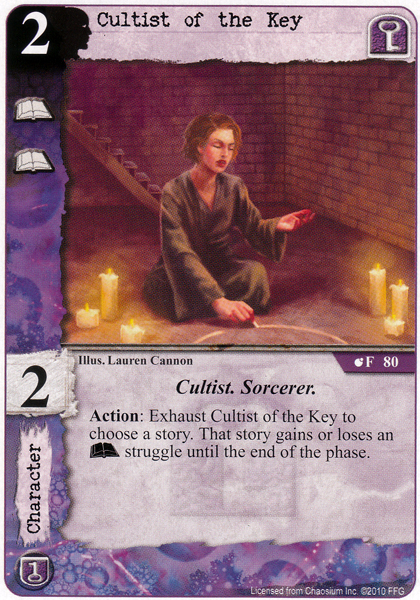 2
Cultist of the Key
Illus. Lauren Cannon
F 80
2
Cultist. Sorcerer.
Action: Exhaust Cultist of the Key to
choose a story. That story gains or loses an
struggle until the end of the phase.
Character
1
Licensed from Chaosium Inc. ©2010 FFG